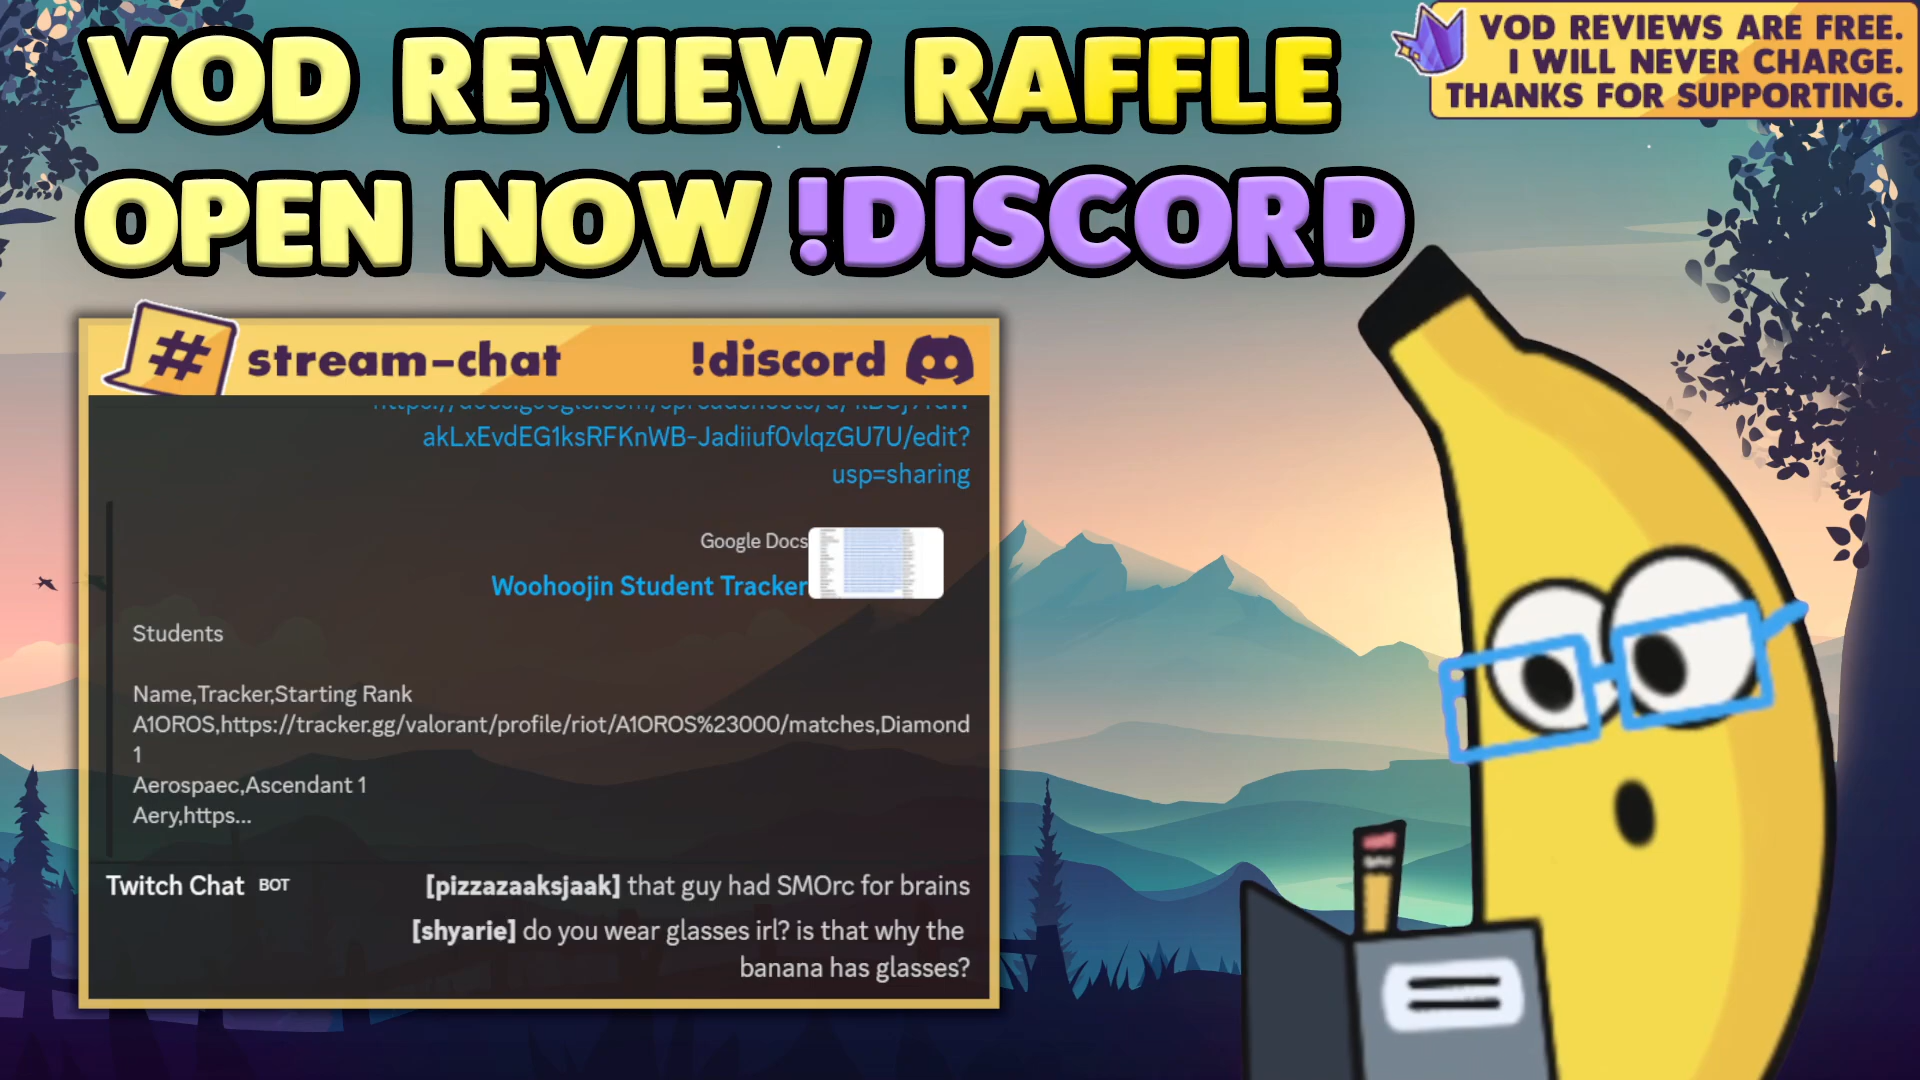 VOD REVIEW RAFFLE
OPEN NOW !DISCORD
VOD REVIEWS ARE FREE.
I WILL NEVER CHARGE.
THANKS FOR SUPPORTING.
# stream-chat !discord
akLxEvdEG1ksRFKnWB-Jadiiuf0vlqzGU7U/edit?
usp=sharing
Google Docs
Woohoojin Student Tracker
Students
Name,Tracker,Starting Rank
A1OROS,https://tracker.gg/valorant/profile/riot/A1OROS%23000/matches,Diamond
1
Aerospaec,Ascendant 1
Aery,https...
Twitch Chat BOT [pizzazaaksjaak] that guy had SMOrc for brains
[shyarie] do you wear glasses irl? is that why the
banana has glasses?